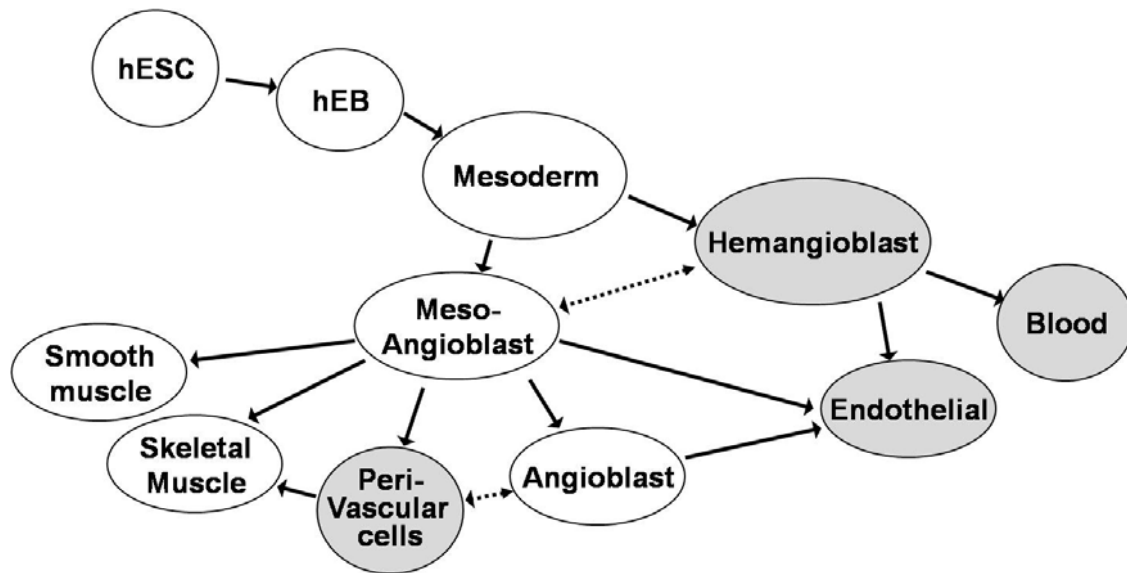 hESC
hEB
Mesoderm
Hemangioblast
Blood
Meso-
Angioblast
Smooth
muscle
Endothelial
Skeletal
Muscle
Peri-
Vascular
cells
Angioblast